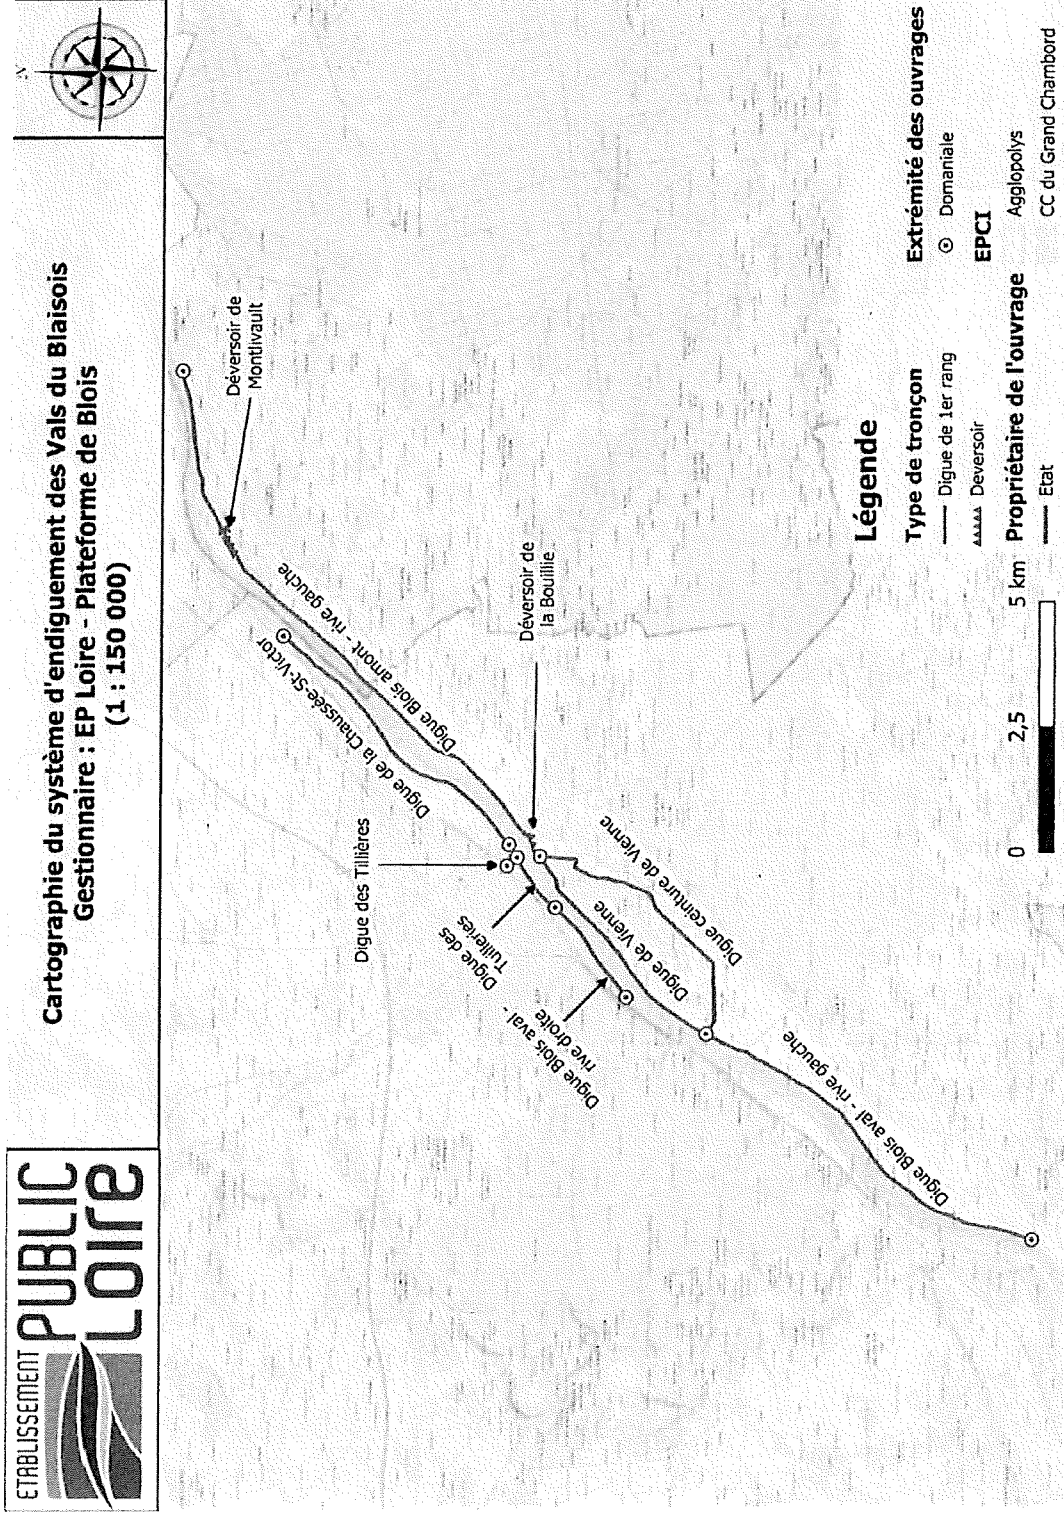 ETABLISSEMENT
PUBLIC
LOIRE
Cartographie du système d'endiguement des Vals du Blaisois
Gestionnaire : EP Loire - Plateforme de Blois
(1 : 150 000)
N
Déversoir de
Montlivault
Digue Blois amont - rive gauche
Digue de la Chaussée-St-Victor
Digue des Tillières
Déversoir de
la Bouillie
Digue des
Tuilleries
Digue Blois aval -
rive droite
Digue de Vienne
Digue ceinture de Vienne
Digue Blois aval - rive gauche
0 2,5 5 km
Légende
Type de tronçon
Digue de 1er rang
Deversoir
Propriétaire de l'ouvrage
Etat
Extrémité des ouvrages
Domaniale
EPCI
Agglopolys
CC du Grand Chambord